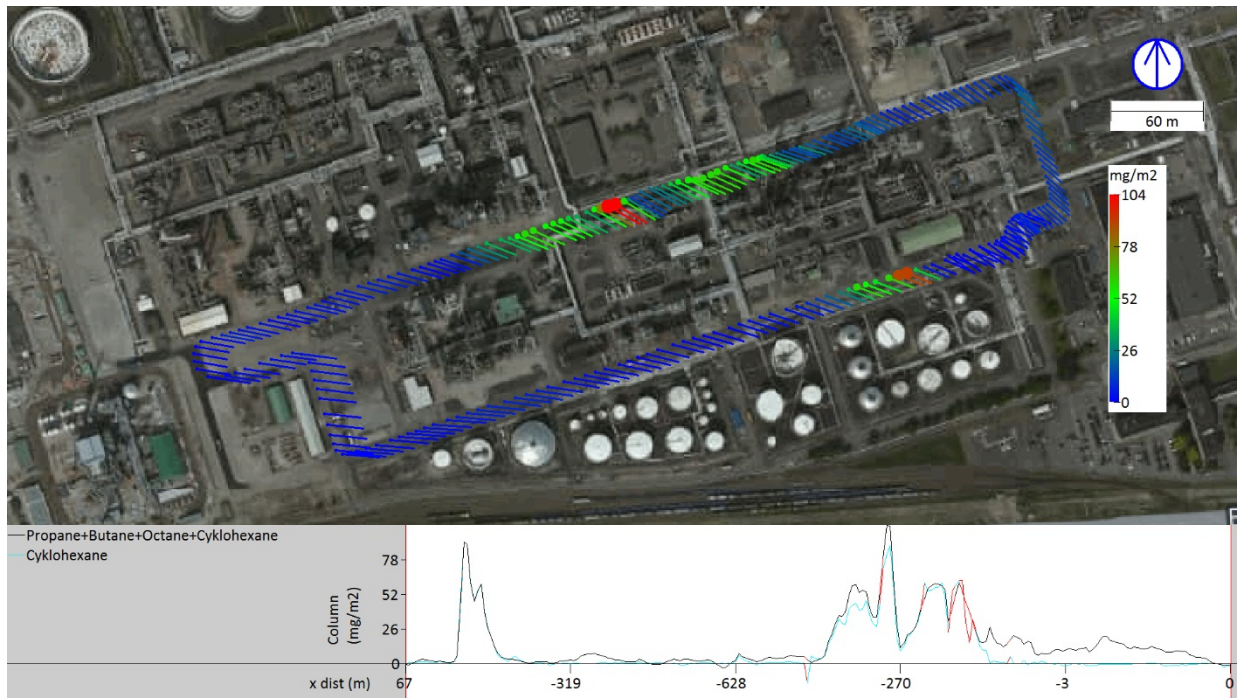 60 m
mg/m2
104
78
52
26
0
Propane+Butane+Octane+Cyklohexane
Cyklohexane
Column
(mg/m2)
78
52
26
0
x dist (m)
67 -319 -628 -270 -3 0